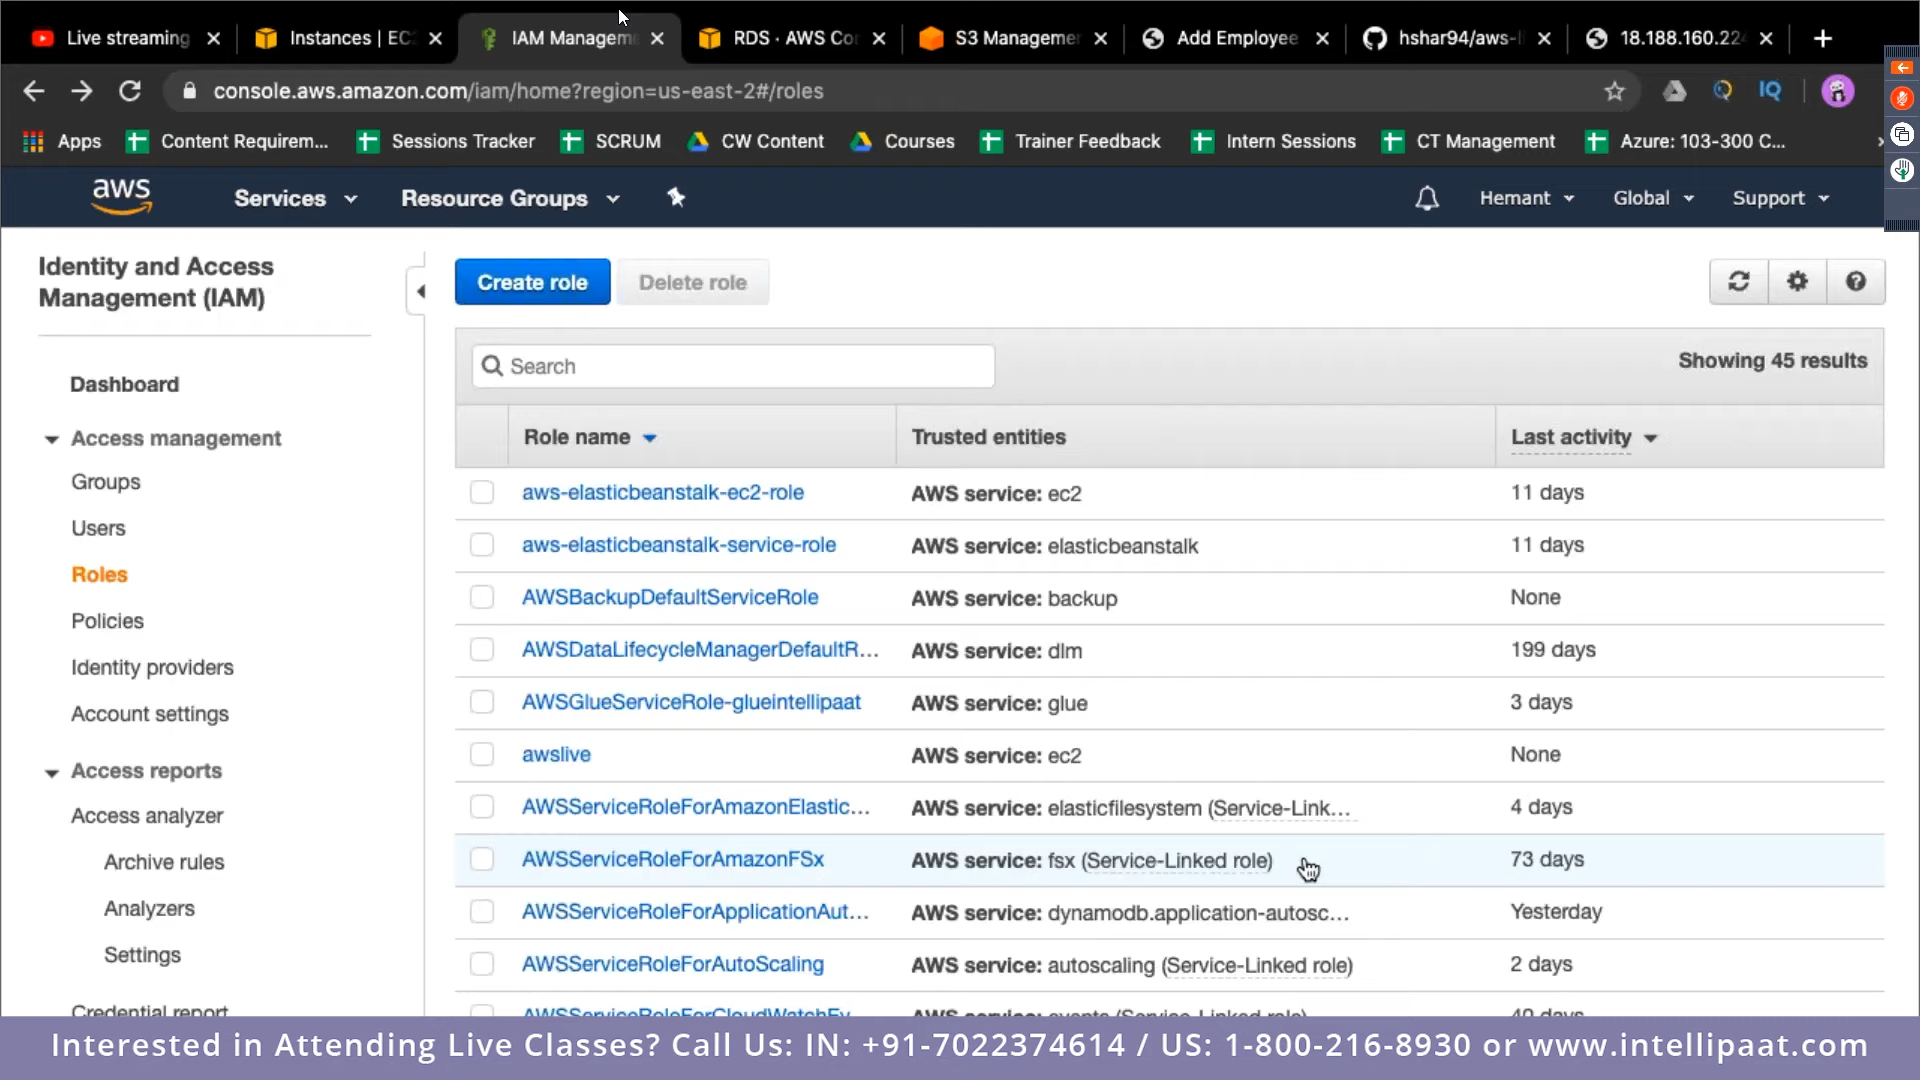 Live streaming
Instances | EC
IAM Managem
RDS · AWS Co
S3 Manageme
Add Employee
hshar94/aws-l
18.188.160.22
console.aws.amazon.com/iam/home?region=us-east-2#/roles
IQ
Apps
Content Requirem...
Sessions Tracker
SCRUM
CW Content
Courses
Trainer Feedback
Intern Sessions
CT Management
Azure: 103-300 C...
aws
Services
Resource Groups
Hemant
Global
Support
Identity and Access
Management (IAM)
Dashboard
Access management
Groups
Users
Roles
Policies
Identity providers
Account settings
Access reports
Access analyzer
Archive rules
Analyzers
Settings
Credential report
Create role
Delete role
Search
Showing 45 results
Role name Trusted entities Last activity
aws-elasticbeanstalk-ec2-role AWS service: ec2 11 days
aws-elasticbeanstalk-service-role AWS service: elasticbeanstalk 11 days
AWSBackupDefaultServiceRole AWS service: backup None
AWSDataLifecycleManagerDefaultR... AWS service: dlm 199 days
AWSGlueServiceRole-glueintellipaat AWS service: glue 3 days
awslive AWS service: ec2 None
AWSServiceRoleForAmazonElastic... AWS service: elasticfilesystem (Service-Link... 4 days
AWSServiceRoleForAmazonFSx AWS service: fsx (Service-Linked role) 73 days
AWSServiceRoleForApplicationAut... AWS service: dynamodb.application-autosc... Yesterday
AWSServiceRoleForAutoScaling AWS service: autoscaling (Service-Linked role) 2 days
AWSServiceRoleForCloudWatchEv... AWS service: events (Service-Linked role) 40 days
Interested in Attending Live Classes? Call Us: IN: +91-7022374614 / US: 1-800-216-8930 or www.intellipaat.com